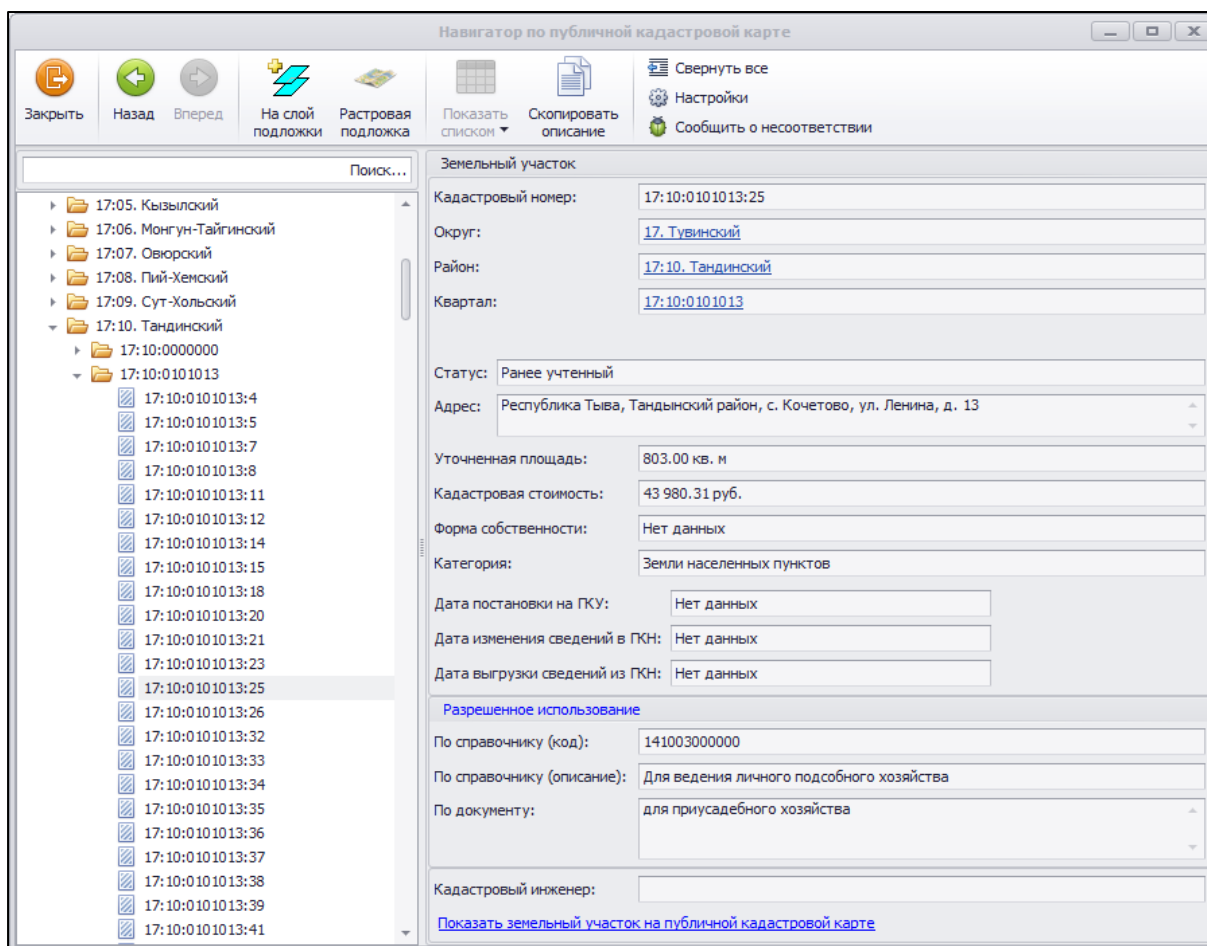 Навигатор по публичной кадастровой карте
Закрыть
Назад
Вперед
На слой подложки
Растровая подложка
Показать списком
Скопировать описание
Свернуть все
Настройки
Сообщить о несоответствии
Поиск...
17:05. Кызылский
17:06. Монгун-Тайгинский
17:07. Овюрский
17:08. Пий-Хемский
17:09. Сут-Хольский
17:10. Тандинский
17:10:0000000
17:10:0101013
17:10:0101013:4
17:10:0101013:5
17:10:0101013:7
17:10:0101013:8
17:10:0101013:11
17:10:0101013:12
17:10:0101013:14
17:10:0101013:15
17:10:0101013:18
17:10:0101013:20
17:10:0101013:21
17:10:0101013:23
17:10:0101013:25
17:10:0101013:26
17:10:0101013:32
17:10:0101013:33
17:10:0101013:34
17:10:0101013:35
17:10:0101013:36
17:10:0101013:37
17:10:0101013:38
17:10:0101013:39
17:10:0101013:41
Земельный участок
Кадастровый номер: 17:10:0101013:25
Округ: 17. Тувинский
Район: 17:10. Тандинский
Квартал: 17:10:0101013
Статус: Ранее учтенный
Адрес: Республика Тыва, Тандынский район, с. Кочетово, ул. Ленина, д. 13
Уточненная площадь: 803.00 кв. м
Кадастровая стоимость: 43 980.31 руб.
Форма собственности: Нет данных
Категория: Земли населенных пунктов
Дата постановки на ГКУ: Нет данных
Дата изменения сведений в ГКН: Нет данных
Дата выгрузки сведений из ГКН: Нет данных
Разрешенное использование
По справочнику (код): 141003000000
По справочнику (описание): Для ведения личного подсобного хозяйства
По документу: для приусадебного хозяйства
Кадастровый инженер:
Показать земельный участок на публичной кадастровой карте